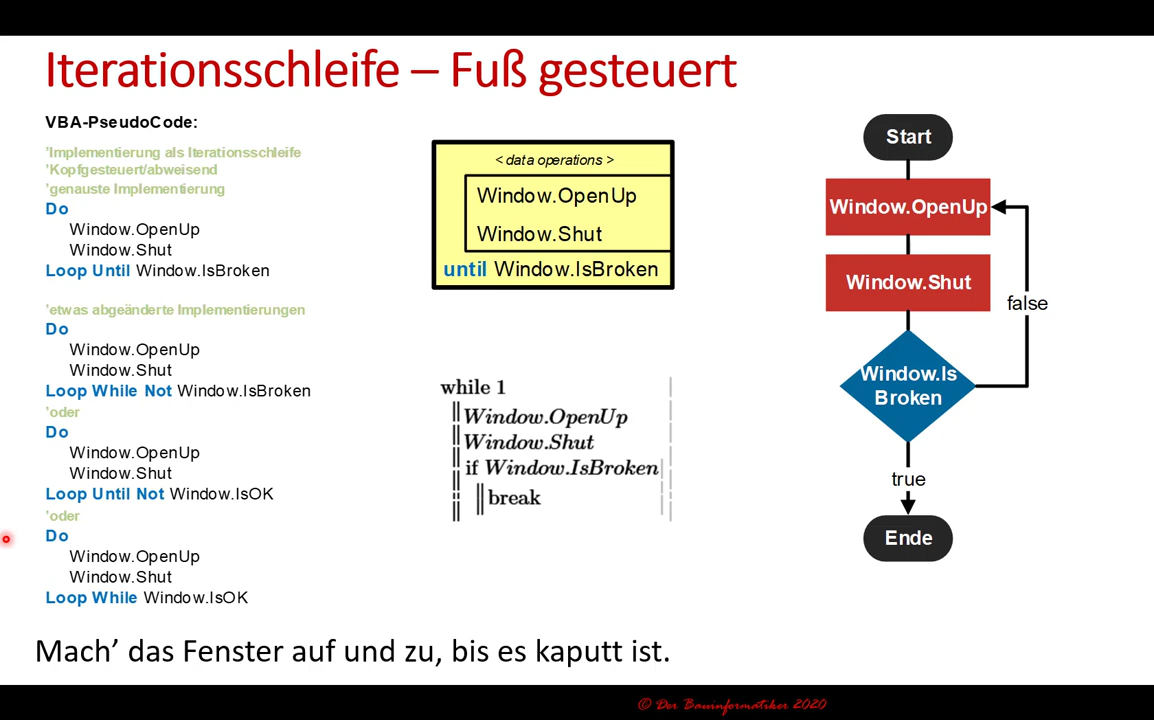 Iterationsschleife – Fuß gesteuert
VBA-PseudoCode:
'Implementierung als Iterationsschleife
'Kopfgesteuert/abweisend
'genauste Implementierung
Do
Window.OpenUp
Window.Shut
Loop Until Window.IsBroken
'etwas abgeänderte Implementierungen
Do
Window.OpenUp
Window.Shut
Loop While Not Window.IsBroken
'oder
Do
Window.OpenUp
Window.Shut
Loop Until Not Window.IsOK
'oder
Do
Window.OpenUp
Window.Shut
Loop While Window.IsOK
< data operations >
Window.OpenUp
Window.Shut
until Window.IsBroken
while 1
Window.OpenUp
Window.Shut
if Window.IsBroken
break
Start
Window.OpenUp
Window.Shut
false
Window.Is
Broken
true
Ende
Mach’ das Fenster auf und zu, bis es kaputt ist.
© Der Bauinformatiker 2020